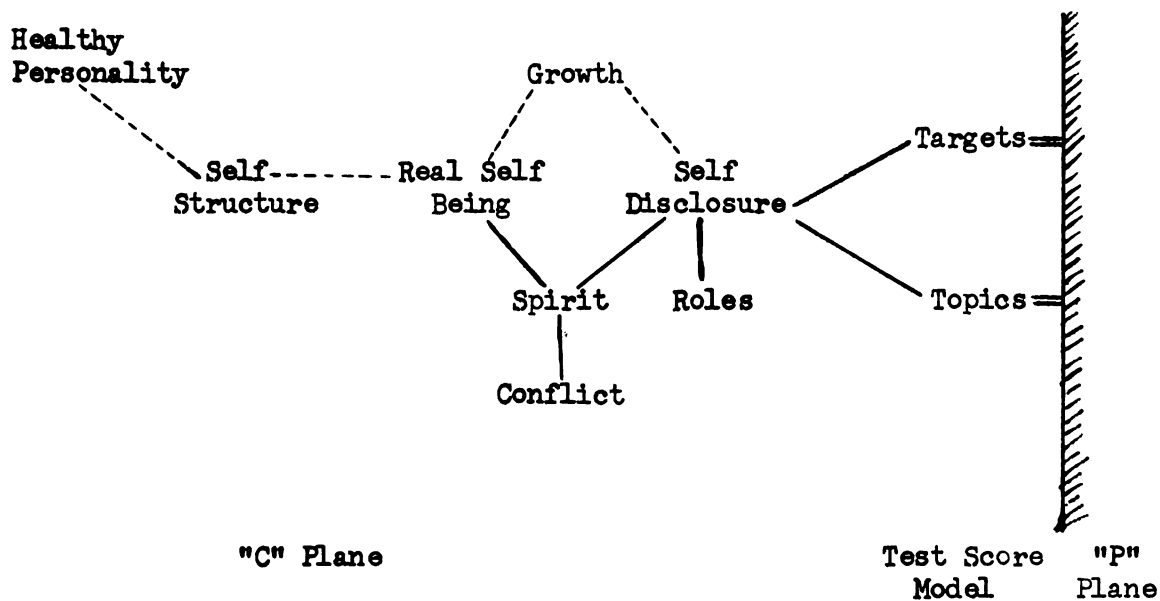 Healthy
Personality
Growth
Targets
Self
Structure
Real Self
Being
Self
Disclosure
Spirit
Roles
Topics
Conflict
"C" Plane
Test Score
Model
"P"
Plane